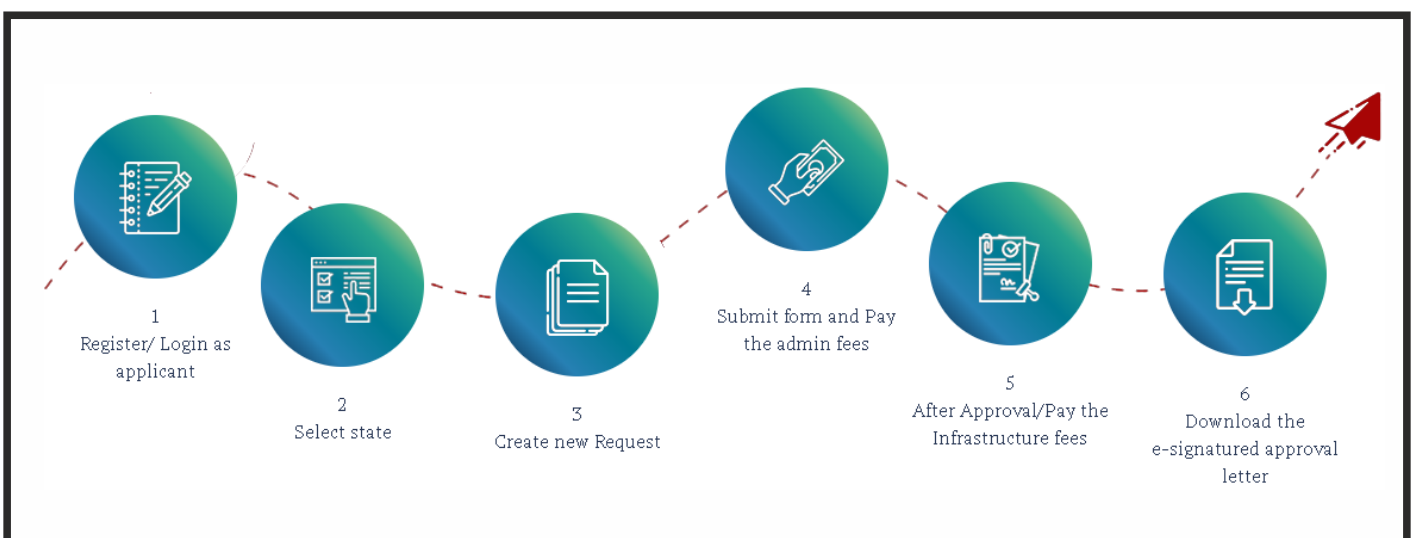 1
Register/ Login as
applicant
2
Select state
3
Create new Request
4
Submit form and Pay
the admin fees
5
After Approval/Pay the
Infrastructure fees
6
Download the
e-signatured approval
letter